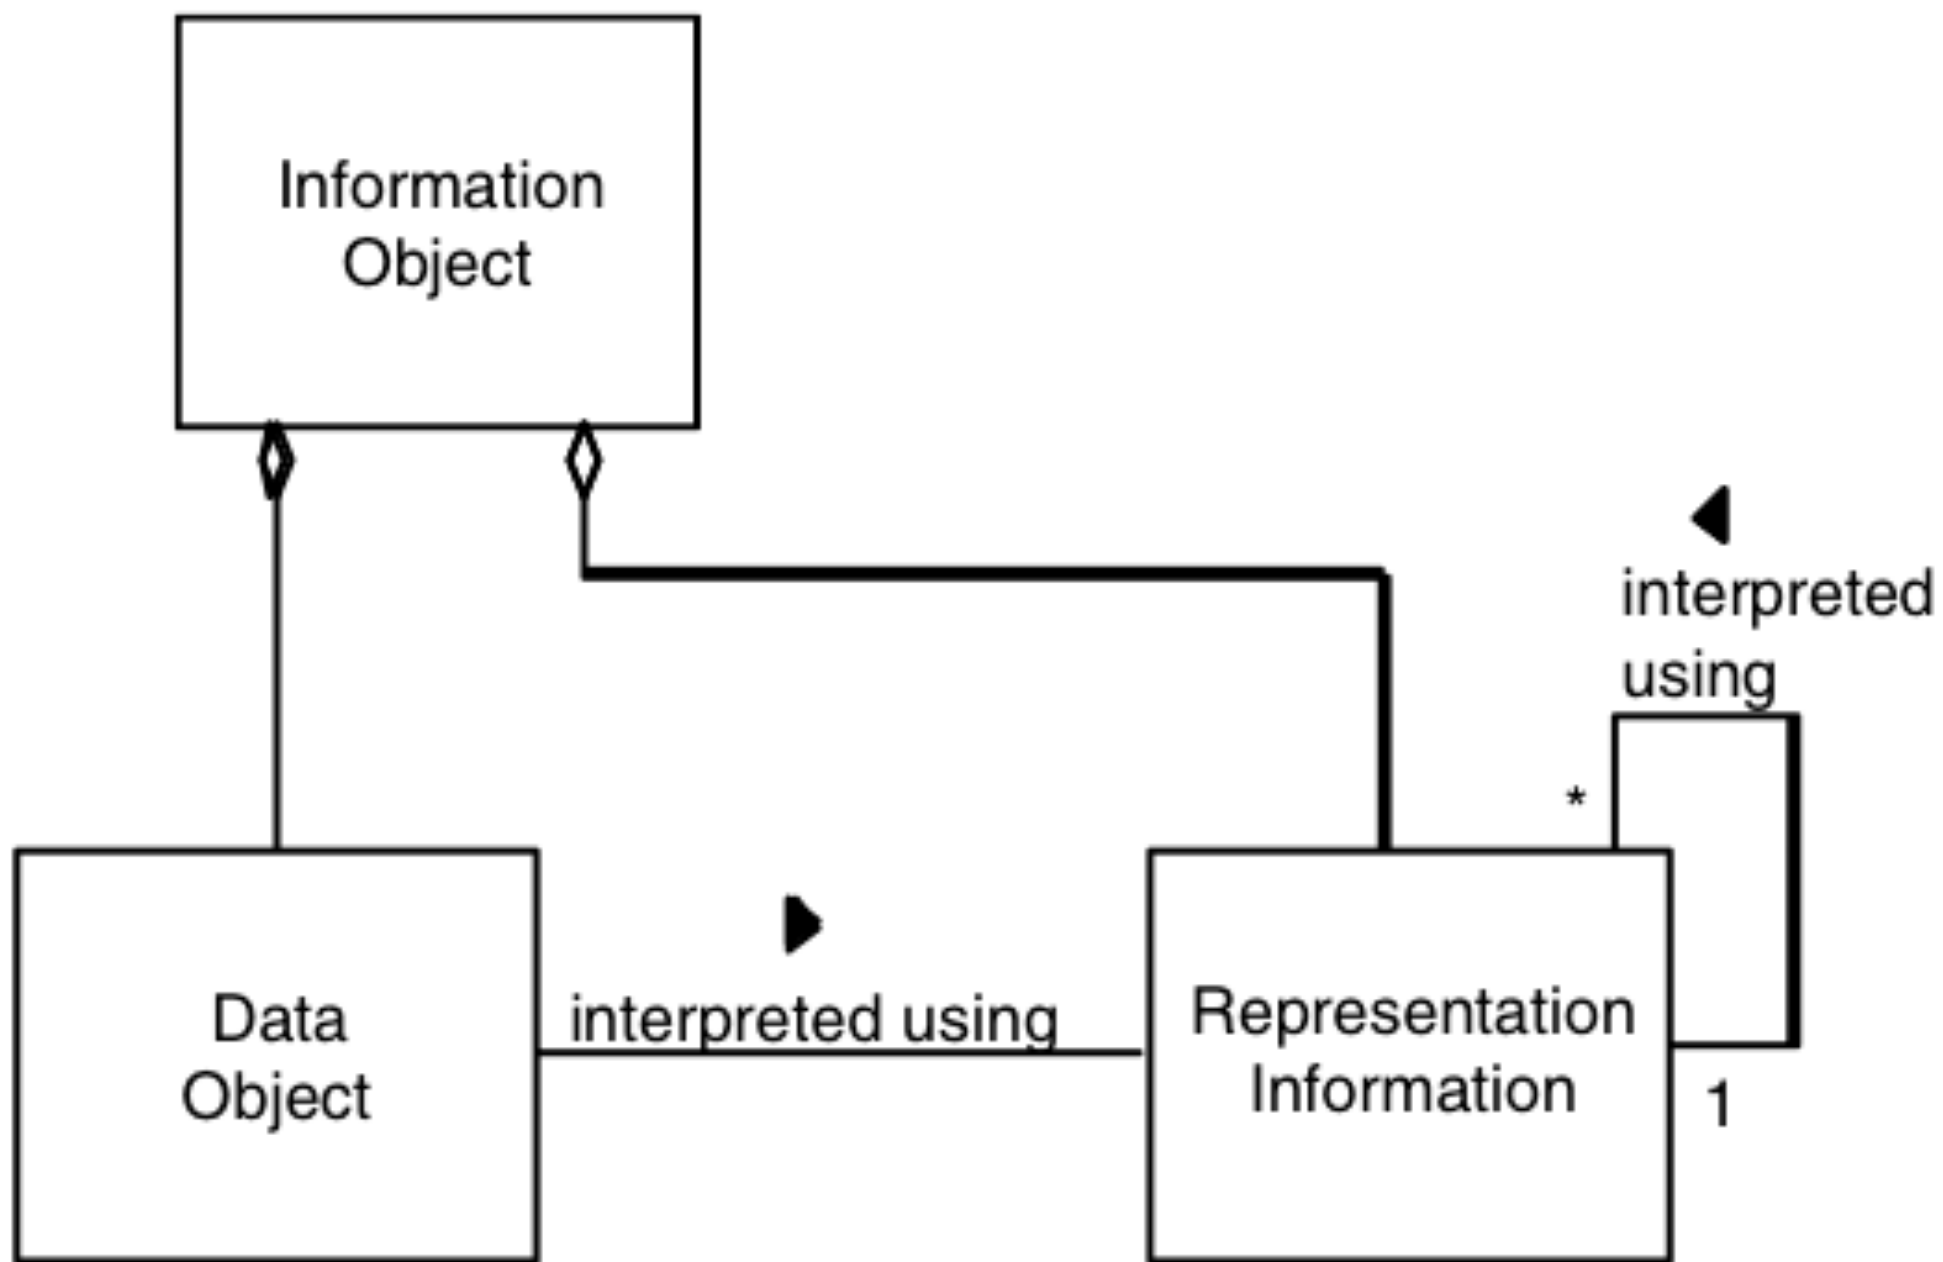 Information
Object
interpreted
using
*
Data
Object
interpreted using
Representation
Information
1